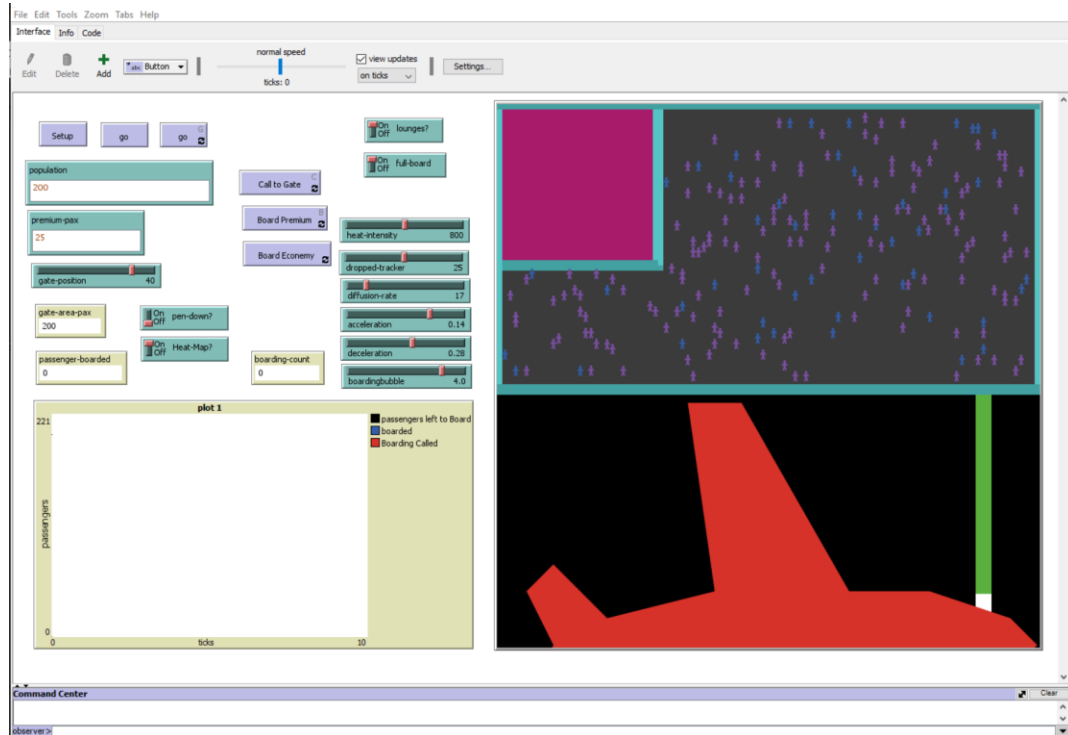 File Edit Tools Zoom Tabs Help
Interface Info Code
Edit Delete Add abc Button normal speed ticks: 0 view updates on ticks Settings...
Setup go go G
On Off lounges?
On Off full-board
population
200
premium-pax
25
gate-position 40
Call to Gate C
Board Premium B
Board Economy
heat-intensity 800
dropped-tracker 25
diffusion-rate 17
acceleration 0.14
deceleration 0.28
boardingbubble 4.0
gate-area-pax
200
On Off pen-down?
On Off Heat-Map?
passenger-boarded
0
boarding-count
0
plot 1
221
passengers
0
0 ticks 10
passengers left to Board
boarded
Boarding Called
Command Center Clear
observer>